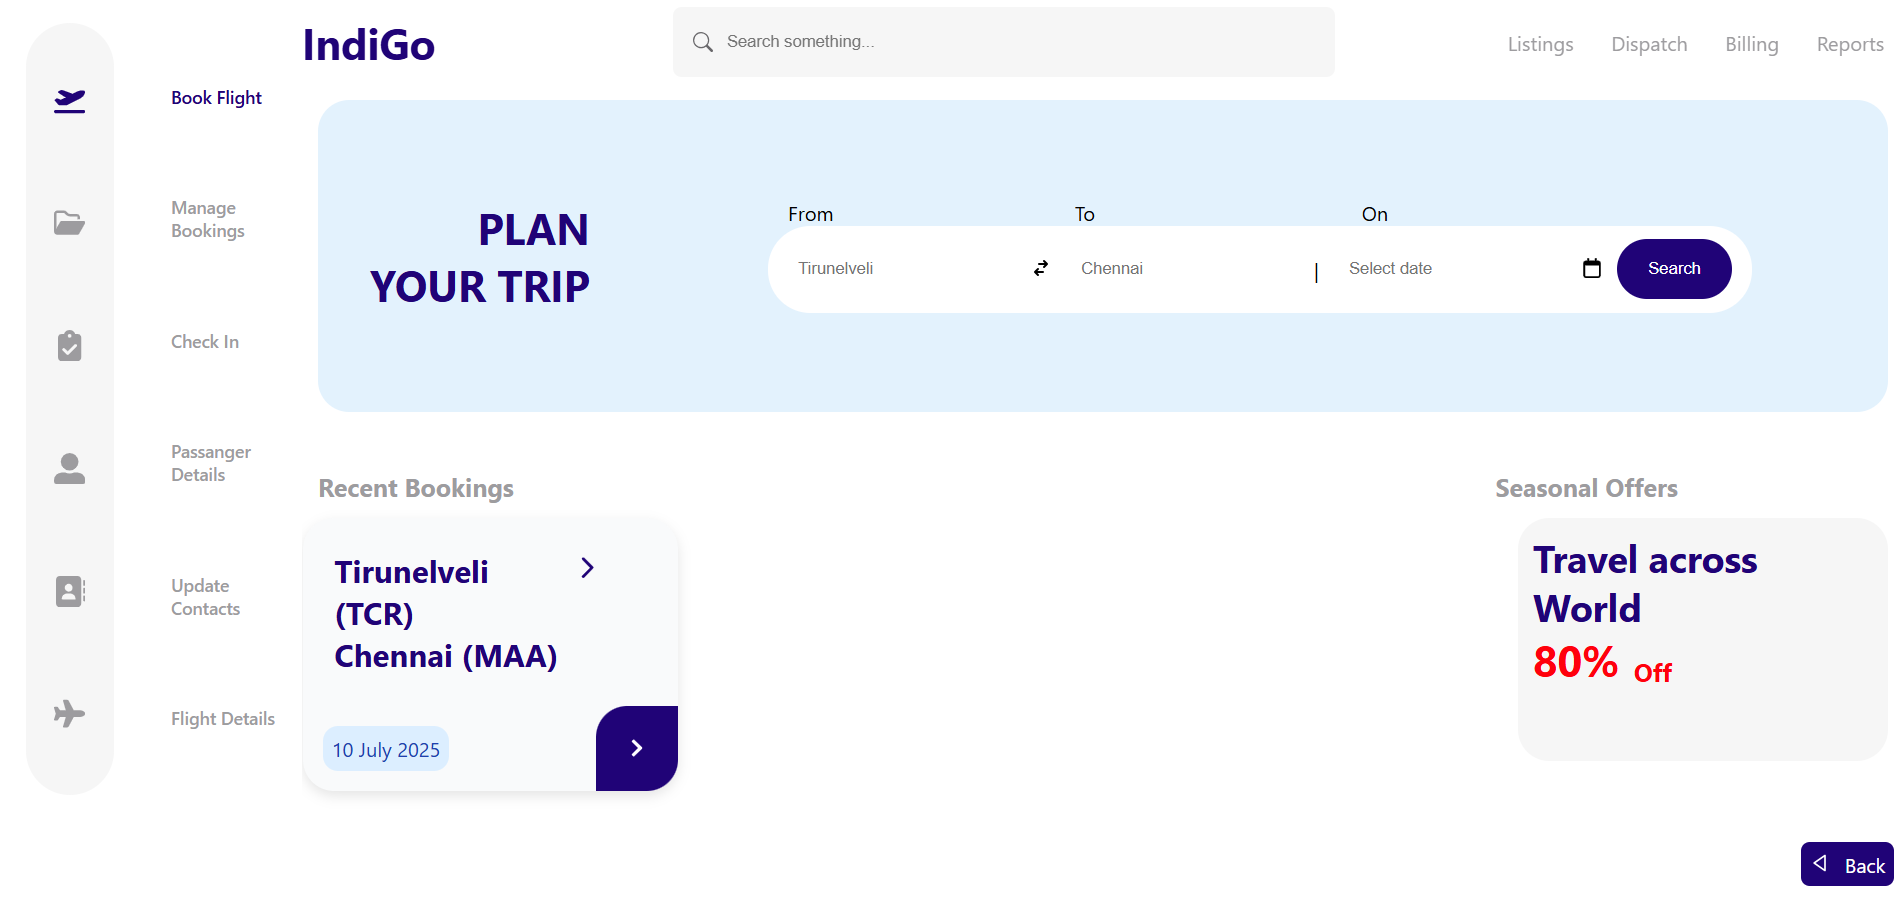 IndiGo
Search something...
Listings
Dispatch
Billing
Reports
Book Flight
Manage
Bookings
Check In
Passanger
Details
Update
Contacts
Flight Details
PLAN
YOUR TRIP
From
To
On
Tirunelveli
Chennai
|
Select date
Search
Recent Bookings
Tirunelveli
(TCR)
Chennai (MAA)
10 July 2025
Seasonal Offers
Travel across
World
80% Off
Back